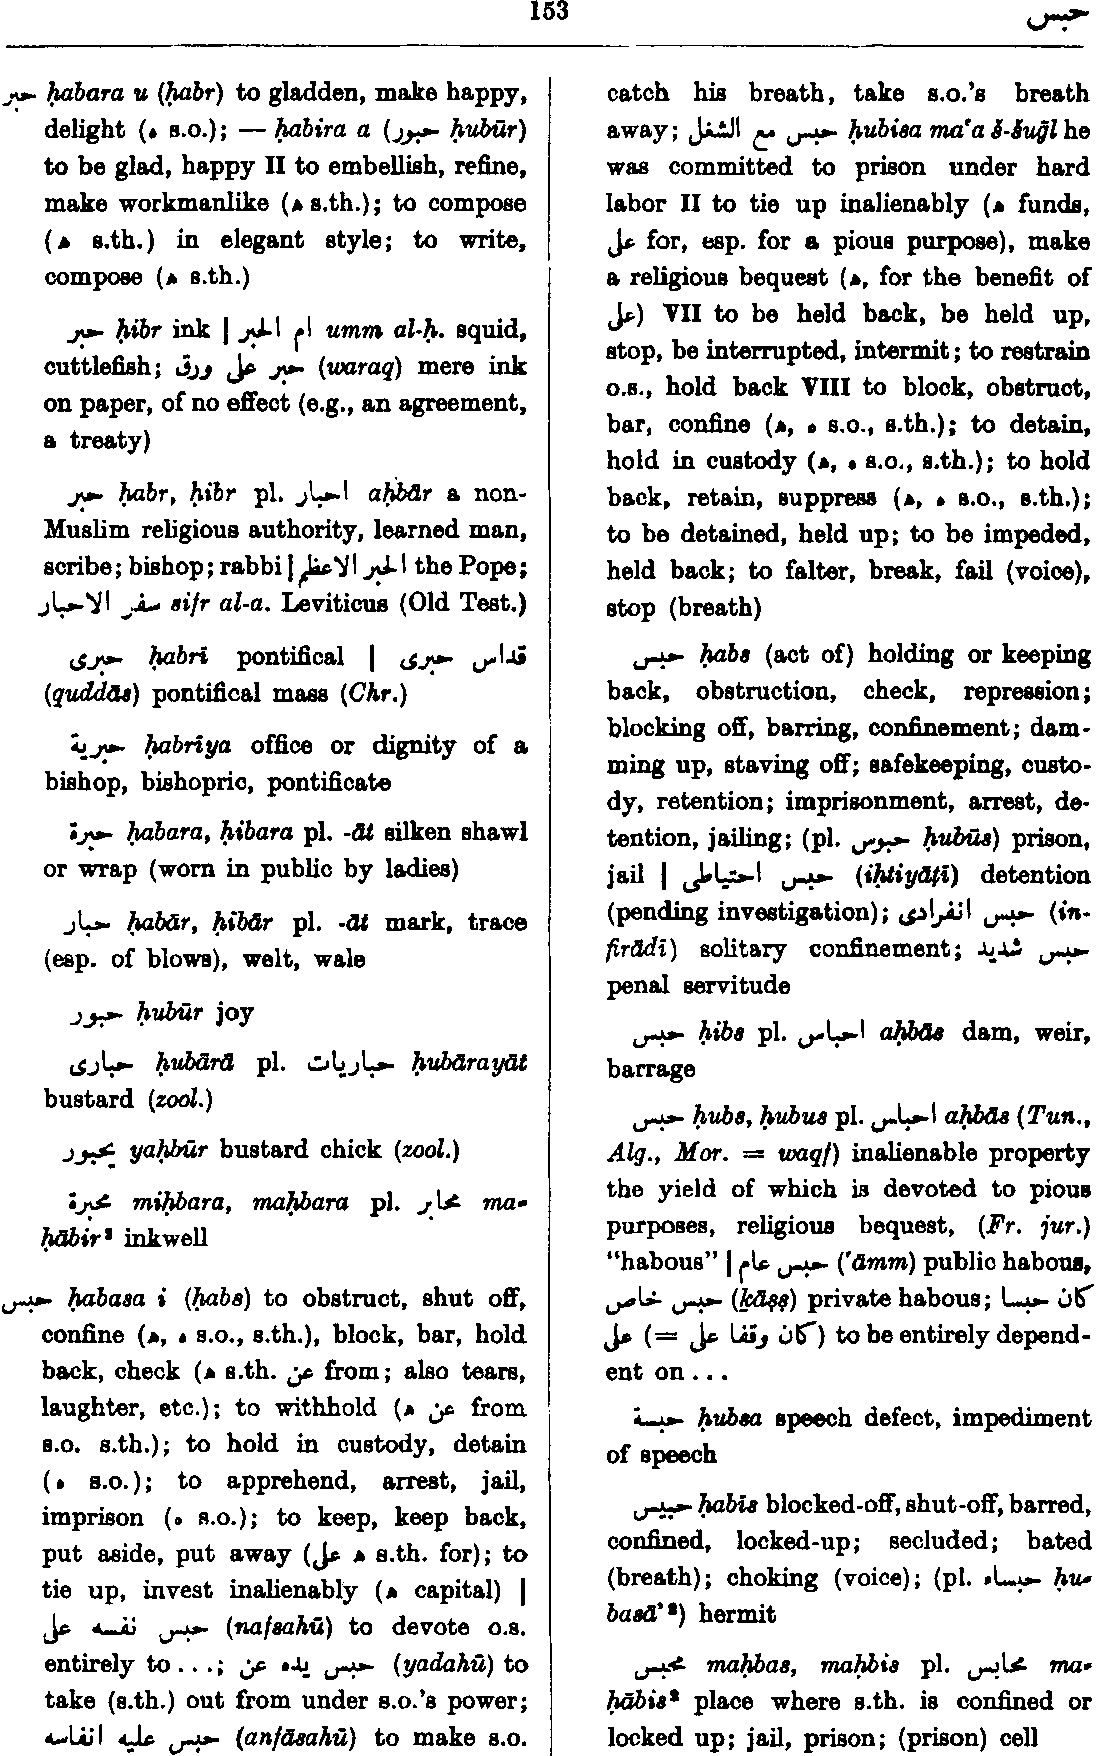 153
حبس
حبر ḥabara u (ḥabr) to gladden, make happy,
delight (ه s.o.); — ḥabira a (حبور ḥubūr)
to be glad, happy II to embellish, refine,
make workmanlike (ﻫ s.th.); to compose
(ﻫ s.th.) in elegant style; to write,
compose (ﻫ s.th.)
حبر ḥibr ink | ام الحبر umm al-ḥ. squid,
cuttlefish; حبر على ورق (waraq) mere ink
on paper, of no effect (e.g., an agreement,
a treaty)
حبر ḥabr, ḥibr pl. احبار aḥbār a non-
Muslim religious authority, learned man,
scribe; bishop; rabbi | الحبر الاعظم the Pope;
سفر الاحبار sifr al-a. Leviticus (Old Test.)
حبرى ḥabrī pontifical | قداس حبرى
(quddās) pontifical mass (Chr.)
حبرية ḥabrīya office or dignity of a
bishop, bishopric, pontificate
حبرة ḥabara, ḥibara pl. -āt silken shawl
or wrap (worn in public by ladies)
حبار ḥabār, ḥibār pl. -āt mark, trace
(esp. of blows), welt, wale
حبور ḥubūr joy
حبارى ḥubārā pl. حباريات ḥubārayāt
bustard (zool.)
يحبور yaḥbūr bustard chick (zool.)
محبرة miḥbara, maḥbara pl. محابر ma-
ḥābir² inkwell
حبس ḥabasa i (ḥabs) to obstruct, shut off,
confine (ﻫ, ه s.o., s.th.), block, bar, hold
back, check (ﻫ s.th. عن from; also tears,
laughter, etc.); to withhold (ﻫ عن from
s.o. s.th.); to hold in custody, detain
(ه s.o.); to apprehend, arrest, jail,
imprison (ه s.o.); to keep, keep back,
put aside, put away (ﻫ على s.th. for); to
tie up, invest inalienably (ﻫ capital) |
حبس نفسه على (nafsahū) to devote o.s.
entirely to...; حبس يده عن (yadahū) to
take (s.th.) out from under s.o.'s power;
حبس عليه انفاسه (anfāsahū) to make s.o.
catch his breath, take s.o.'s breath
away; حبس مع الشغل ḥubisa ma'a š-šuḡl he
was committed to prison under hard
labor II to tie up inalienably (ﻫ funds,
على for, esp. for a pious purpose), make
a religious bequest (ﻫ, for the benefit of
على) VII to be held back, be held up,
stop, be interrupted, intermit; to restrain
o.s., hold back VIII to block, obstruct,
bar, confine (ﻫ, ه s.o., s.th.); to detain,
hold in custody (ﻫ, ه s.o., s.th.); to hold
back, retain, suppress (ﻫ, ه s.o., s.th.);
to be detained, held up; to be impeded,
held back; to falter, break, fail (voice),
stop (breath)
حبس ḥabs (act of) holding or keeping
back, obstruction, check, repression;
blocking off, barring, confinement; dam-
ming up, staving off; safekeeping, custo-
dy, retention; imprisonment, arrest, de-
tention, jailing; (pl. حبوس ḥubūs) prison,
jail | حبس احتياطى (iḥtiyāṭī) detention
(pending investigation); حبس انفرادى (in-
firādī) solitary confinement; حبس شديد
penal servitude
حبس ḥibs pl. احباس aḥbās dam, weir,
barrage
حبس ḥubs, ḥubus pl. احباس aḥbās (Tun.,
Alg., Mor. = waqf) inalienable property
the yield of which is devoted to pious
purposes, religious bequest, (Fr. jur.)
"habous" | حبس عام ('āmm) public habous,
حبس خاص (ḵāṣṣ) private habous; كان حبسا
على (= كان وقفا على) to be entirely depend-
ent on...
حبسة ḥubsa speech defect, impediment
of speech
حبيس ḥabīs blocked-off, shut-off, barred,
confined, locked-up; secluded; bated
(breath); choking (voice); (pl. حبساء ḥu-
basā'²) hermit
محبس maḥbas, maḥbis pl. محابس ma-
ḥābis² place where s.th. is confined or
locked up; jail, prison; (prison) cell